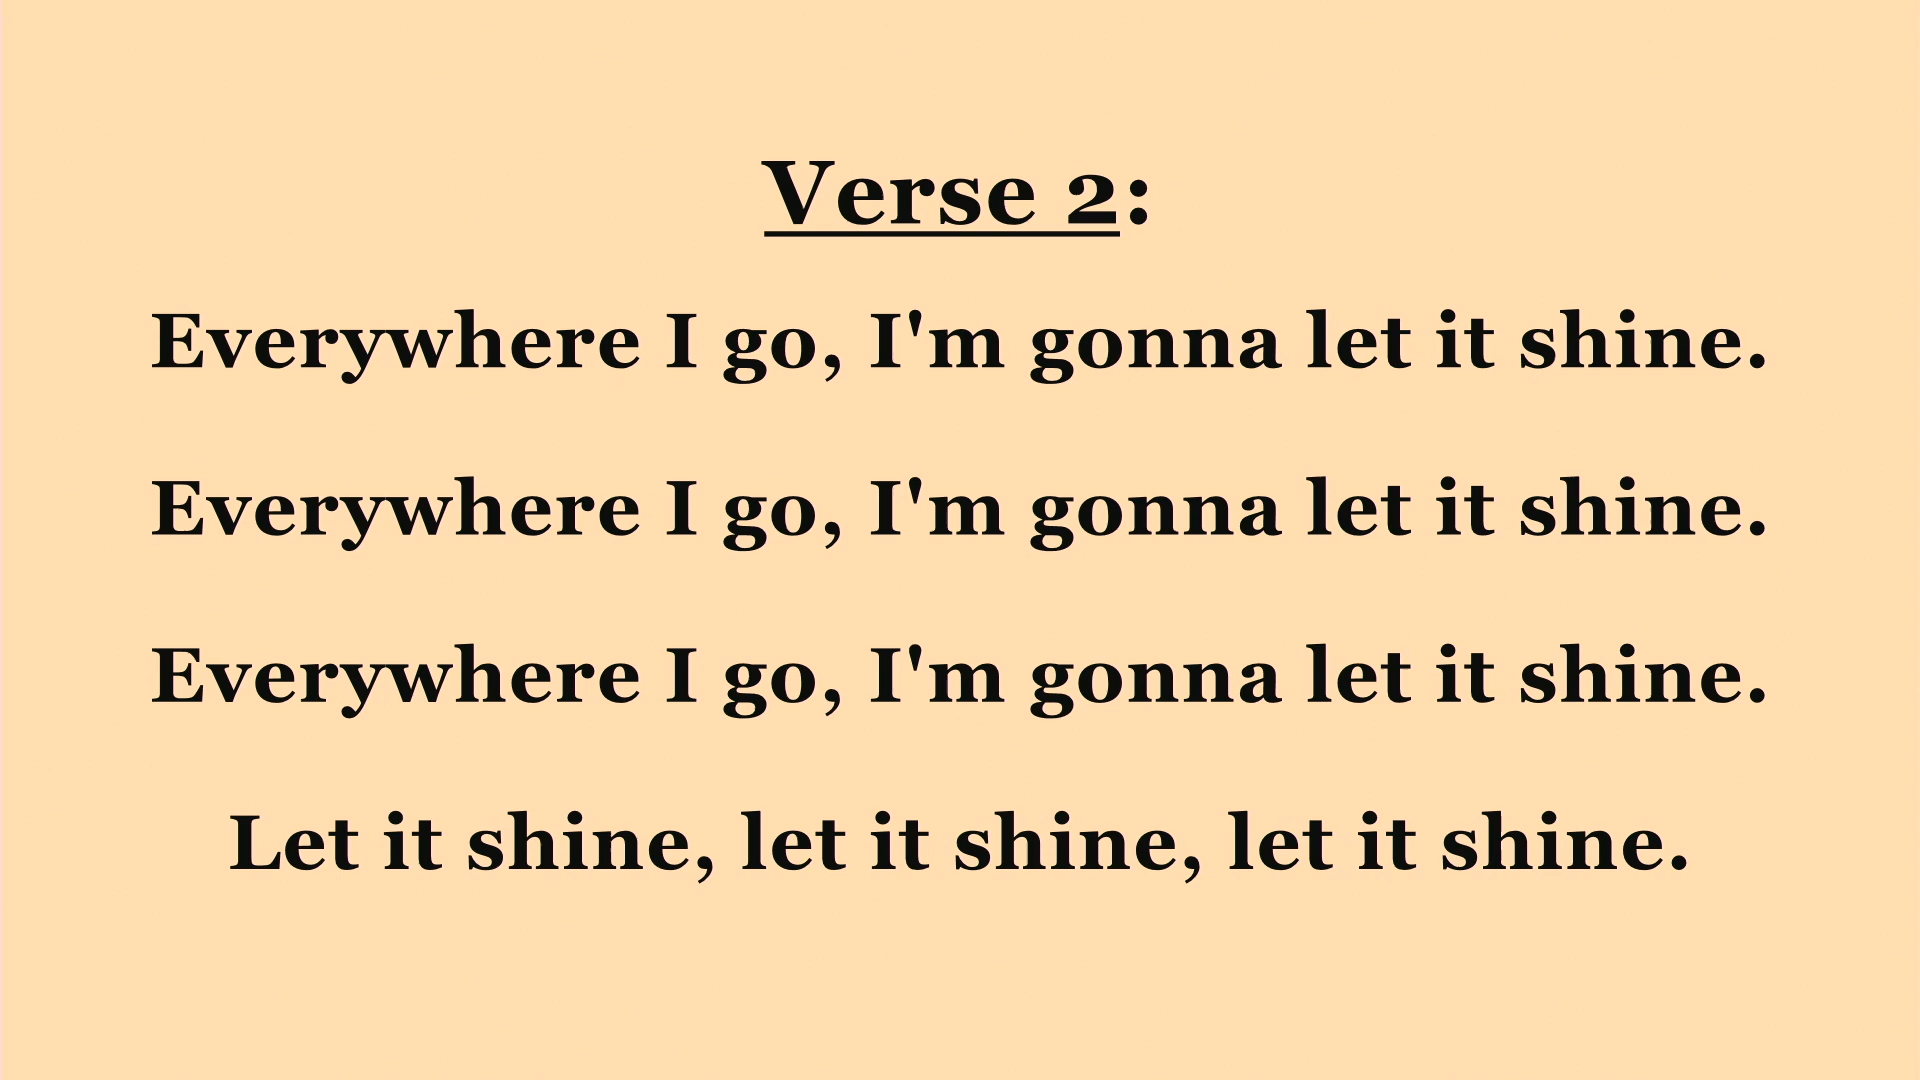 Verse 2:
Everywhere I go, I'm gonna let it shine.
Everywhere I go, I'm gonna let it shine.
Everywhere I go, I'm gonna let it shine.
Let it shine, let it shine, let it shine.